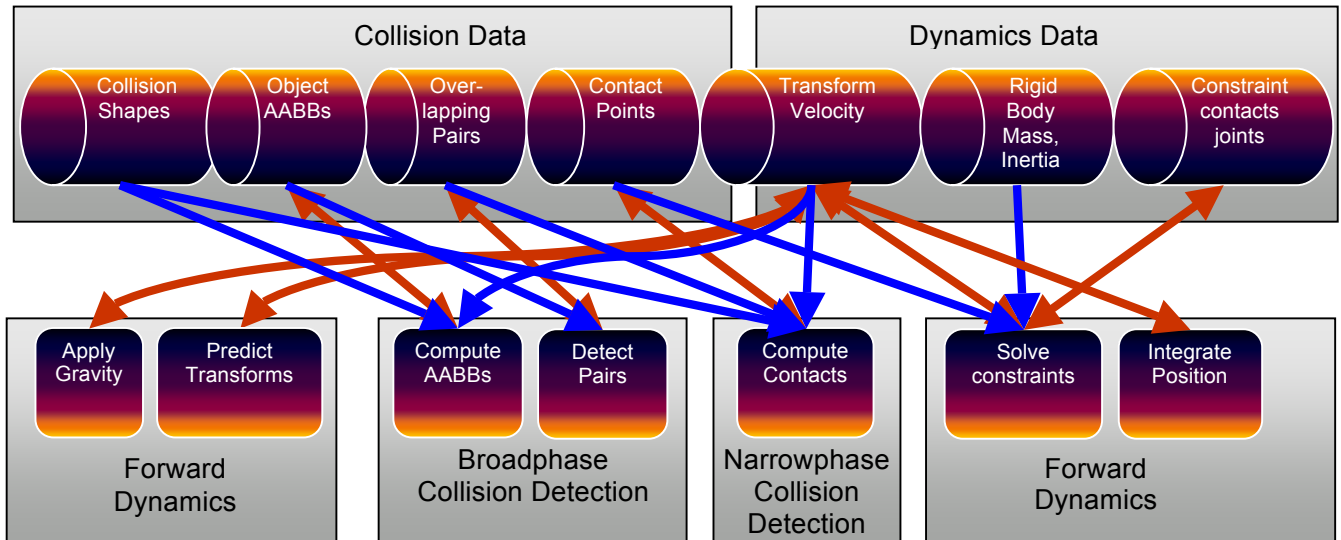 Collision Data
Dynamics Data
Collision
Shapes
Object
AABBs
Over-
lapping
Pairs
Contact
Points
Transform
Velocity
Rigid
Body
Mass,
Inertia
Constraint
contacts
joints
Apply
Gravity
Predict
Transforms
Compute
AABBs
Detect
Pairs
Compute
Contacts
Solve
constraints
Integrate
Position
Forward
Dynamics
Broadphase
Collision Detection
Narrowphase
Collision
Detection
Forward
Dynamics